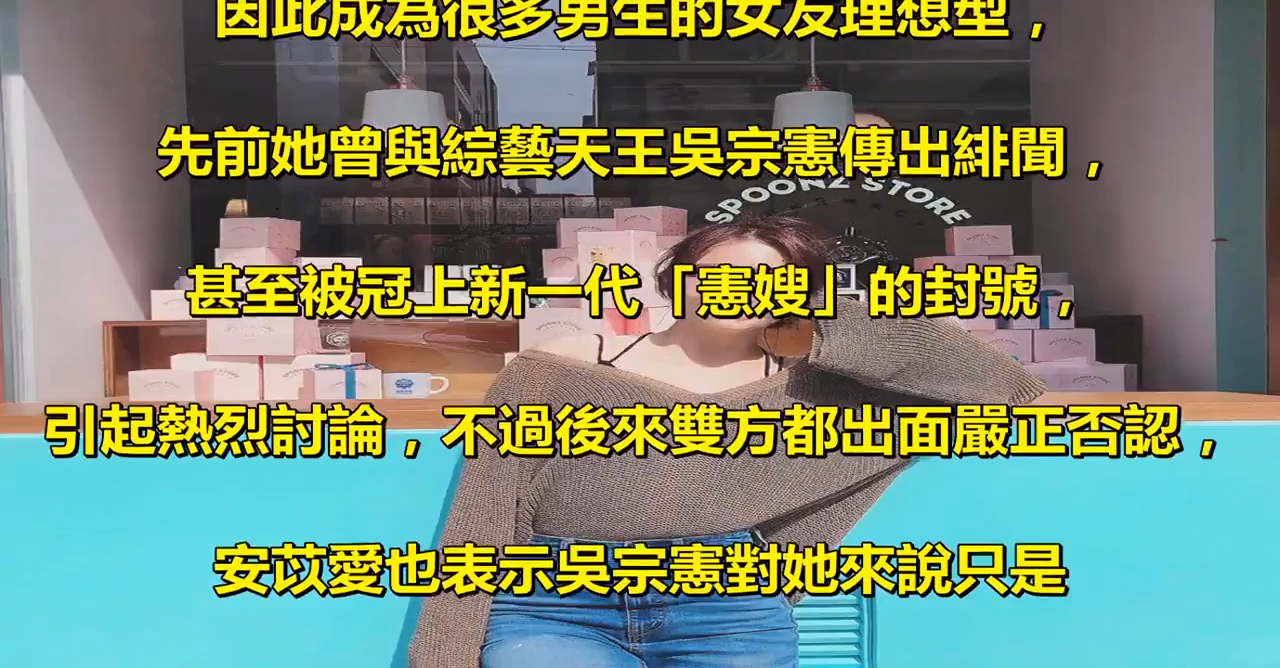 因此成為很多男生的女友理想型，
先前她曾與綜藝天王吳宗憲傳出緋聞，
SPOONZ STORE
甚至被冠上新一代「憲嫂」的封號，
引起熱烈討論，不過後來雙方都出面嚴正否認，
安苡愛也表示吳宗憲對她來說只是